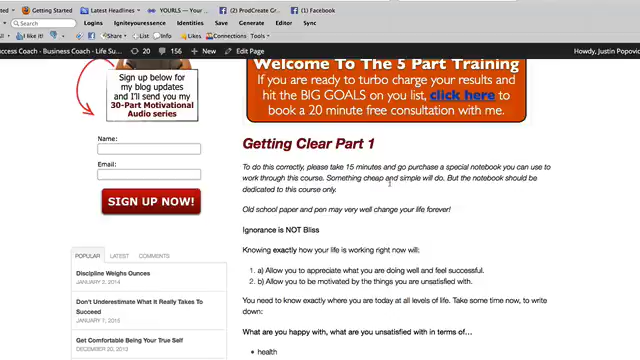 Getting Started
Latest Headlines
YOURLS — Your
ProdCreate Gr
Facebook
Search
Logins
Igniteyouressence
Identities
Save
Generate
Editor
Sync
I like it!
Share
Info
Likes
Connections
Tools
uccess Coach - Business Coach - Life Su...
20
156
New
Edit Page
Howdy, Justin Popovic
Sign up below for
my blog updates
and I'll send you my
30-Part Motivational
Audio series
Name:
Email:
SIGN UP NOW!
POPULAR
LATEST
COMMENTS
Discipline Weighs Ounces
JANUARY 2, 2014
Don't Underestimate What It Really Takes To
Succeed
JANUARY 1, 2015
Get Comfortable Being Your True Self
DECEMBER 20, 2013
Welcome To The 5 Part Training
If you are ready to turbo charge your results and
hit the BIG GOALS on you list, click here to
book a 20 minute free consultation with me.
Getting Clear Part 1
To do this correctly, please take 15 minutes and go purchase a special notebook you can use to
work through this course. Something cheap and simple will do. But the notebook should be
dedicated to this course only.
Old school paper and pen may very well change your life forever!
Ignorance is NOT Bliss
Knowing exactly how your life is working right now will:
1. a) Allow you to appreciate what you are doing well and feel successful.
2. b) Allow you to be motivated by the things you are unsatisfied with.
You need to know exactly where you are today at all levels of life. Take some time now, to write
down:
What are you happy with, what are you unsatisfied with in terms of…
• health